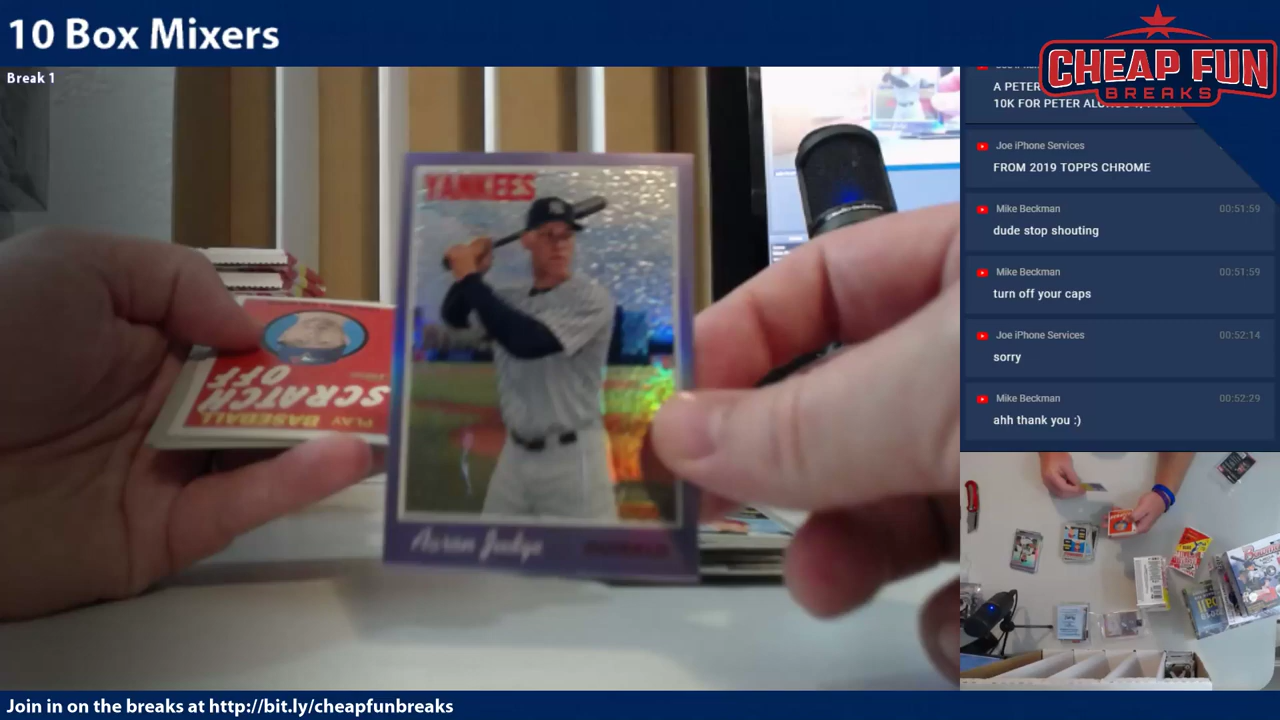 10 Box Mixers
Break 1
CHEAP FUN
BREAKS
A PETER
10K FOR PETER ALONSO
Joe iPhone Services
FROM 2019 TOPPS CHROME
Mike Beckman 00:51:59
dude stop shouting
Mike Beckman 00:51:59
turn off your caps
Joe iPhone Services 00:52:14
sorry
Mike Beckman 00:52:29
ahh thank you :)
YANKEES
Aaron Judge
PLAY BASEBALL
SCRATCH
OFF
Join in on the breaks at http://bit.ly/cheapfunbreaks